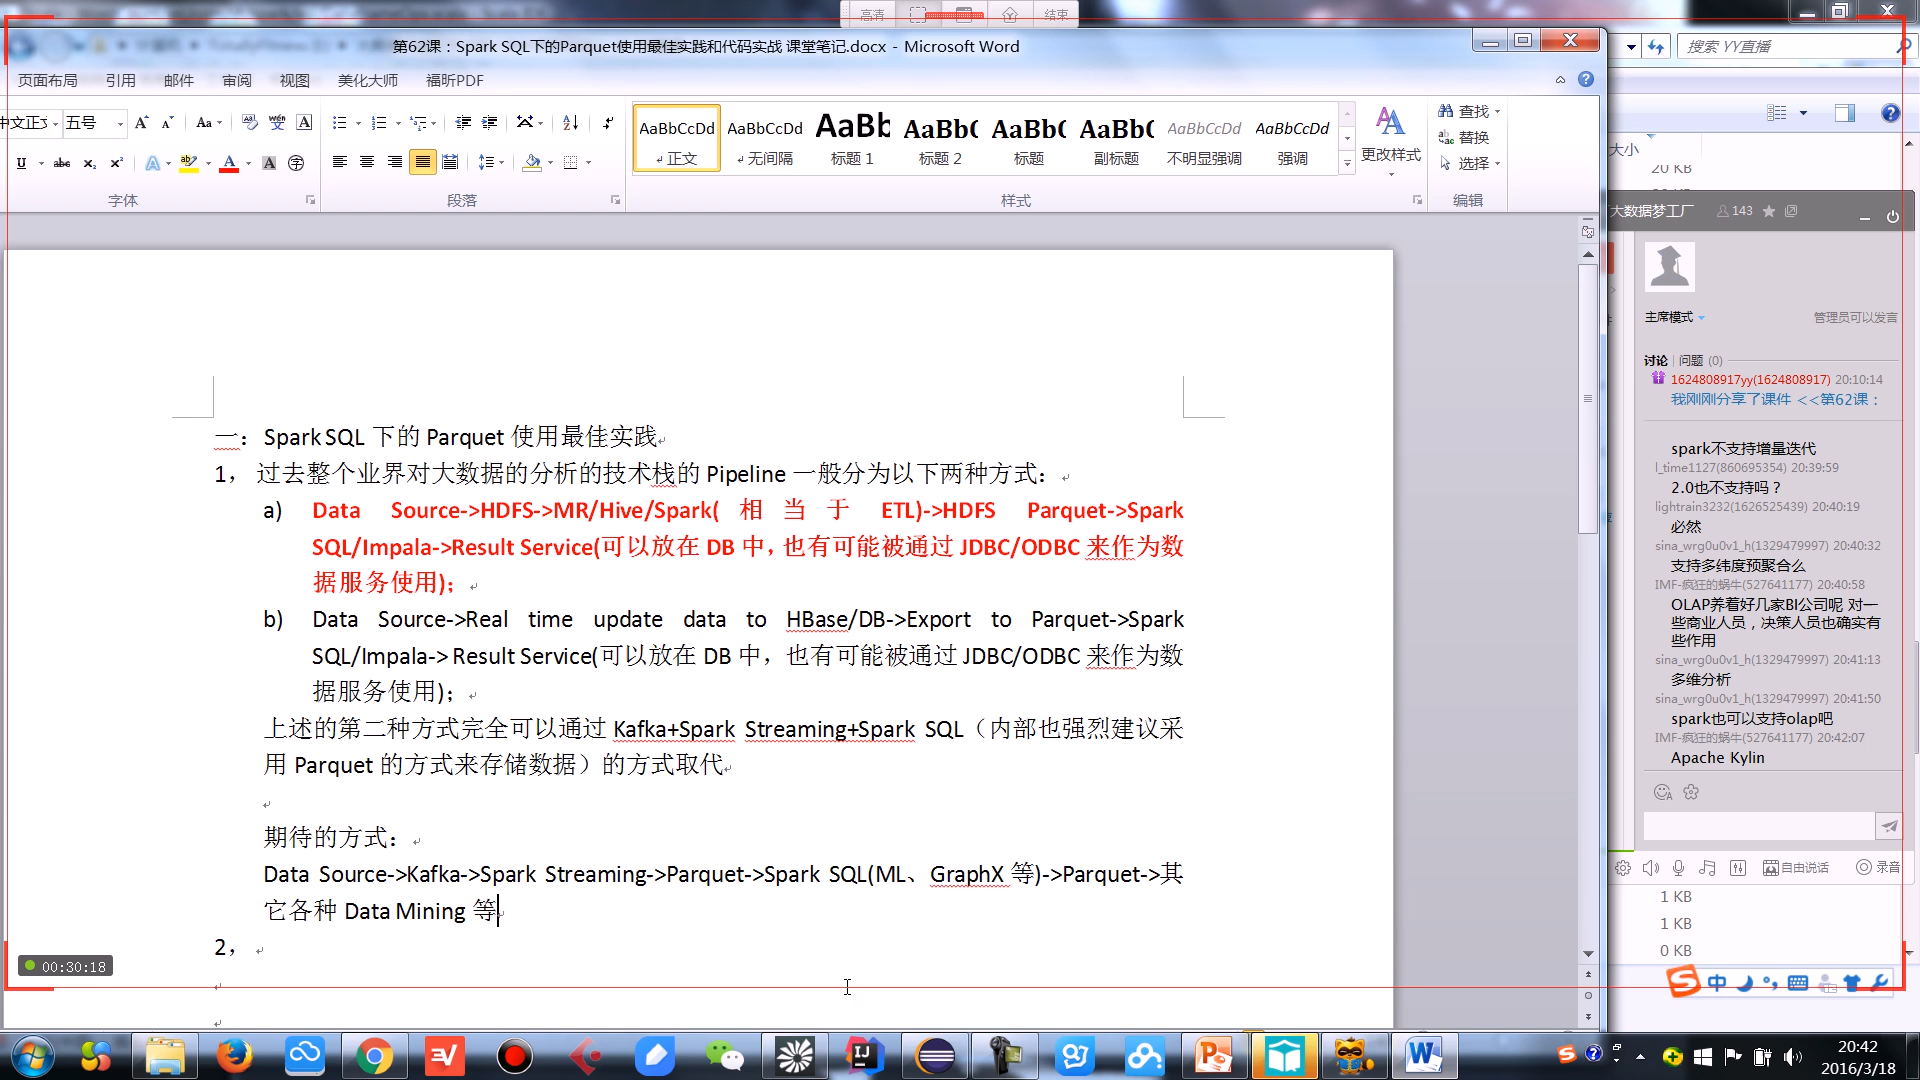 高清
结束
第62课：Spark SQL下的Parquet使用最佳实践和代码实战 课堂笔记.docx - Microsoft Word
搜索 YY直播
页面布局 引用 邮件 审阅 视图 美化大师 福昕PDF
中文正文 五号
AaBbCcDd AaBbCcDd AaBb AaBb( AaBb( AaBb( AaBbCcDd AaBbCcDd
正文 无间隔 标题 1 标题 2 标题 副标题 不明显强调 强调
更改样式
查找
替换
选择
字体 段落 样式 编辑
大小
20 KB
大数据梦工厂 143
主席模式 管理员可以发言
讨论 | 问题 (0)
1624808917yy(1624808917) 20:10:14
我刚刚分享了课件 <<第62课：
spark不支持增量迭代
l_time1127(860695354) 20:39:59
2.0也不支持吗？
lightrain3232(1626525439) 20:40:19
必然
sina_wrg0u0v1_h(1329479997) 20:40:32
支持多纬度预聚合么
IMF-疯狂的蜗牛(527641177) 20:40:58
OLAP养着好几家BI公司呢 对一
些商业人员，决策人员也确实有
些作用
sina_wrg0u0v1_h(1329479997) 20:41:13
多维分析
sina_wrg0u0v1_h(1329479997) 20:41:50
spark也可以支持olap吧
IMF-疯狂的蜗牛(527641177) 20:42:07
Apache Kylin
自由说话 录音
1 KB
1 KB
0 KB
一：Spark SQL 下的 Parquet 使用最佳实践
1， 过去整个业界对大数据的分析的技术栈的 Pipeline 一般分为以下两种方式：
a) Data Source->HDFS->MR/Hive/Spark(相当于 ETL)->HDFS Parquet->Spark
SQL/Impala->Result Service(可以放在 DB 中，也有可能被通过 JDBC/ODBC 来作为数
据服务使用)；
b) Data Source->Real time update data to HBase/DB->Export to Parquet->Spark
SQL/Impala-> Result Service(可以放在 DB 中，也有可能被通过 JDBC/ODBC 来作为数
据服务使用)；
上述的第二种方式完全可以通过 Kafka+Spark Streaming+Spark SQL（内部也强烈建议采
用 Parquet 的方式来存储数据）的方式取代
期待的方式：
Data Source->Kafka->Spark Streaming->Parquet->Spark SQL(ML、GraphX 等)->Parquet->其
它各种 Data Mining 等
2，
00:30:18
中
20:42
2016/3/18